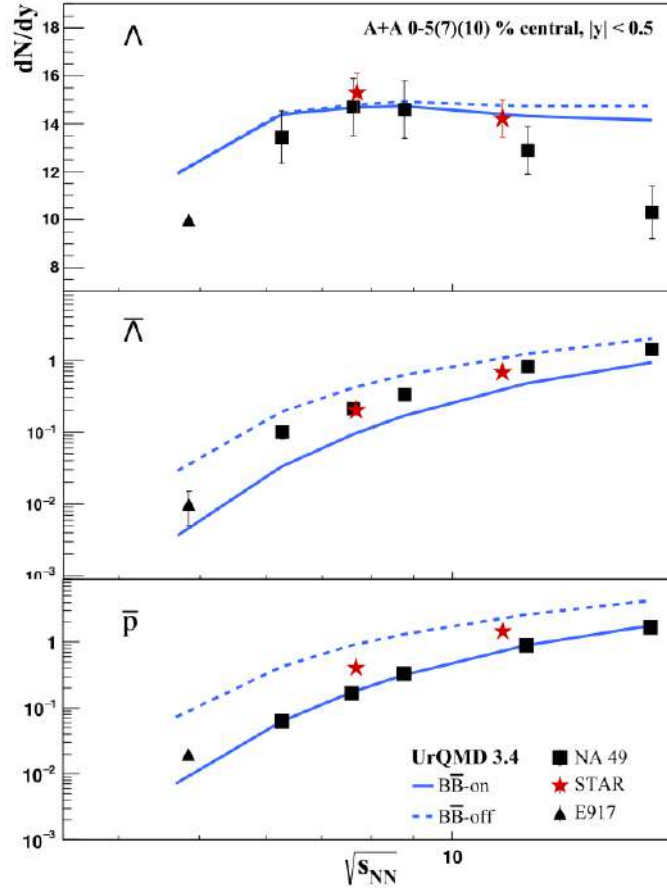 dN/dy
18
16
14
12
10
8
Λ
A+A 0-5(7)(10) % central, |y| < 0.5
1
10⁻¹
10⁻²
10⁻³
Λ̅
1
10⁻¹
10⁻²
10⁻³
p̅
UrQMD 3.4
BB̅-on
BB̅-off
NA 49
STAR
E917
√s_NN
10